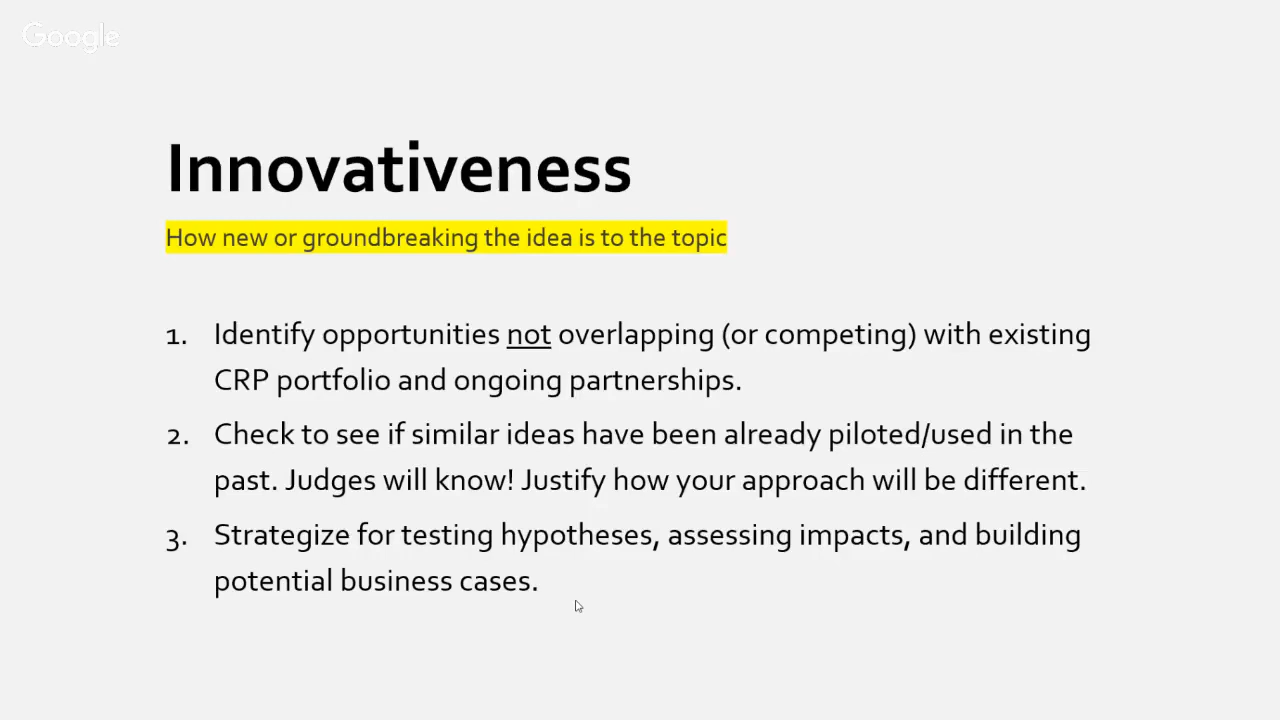 Google
Innovativeness
How new or groundbreaking the idea is to the topic
1. Identify opportunities not overlapping (or competing) with existing
CRP portfolio and ongoing partnerships.
2. Check to see if similar ideas have been already piloted/used in the
past. Judges will know! Justify how your approach will be different.
3. Strategize for testing hypotheses, assessing impacts, and building
potential business cases.